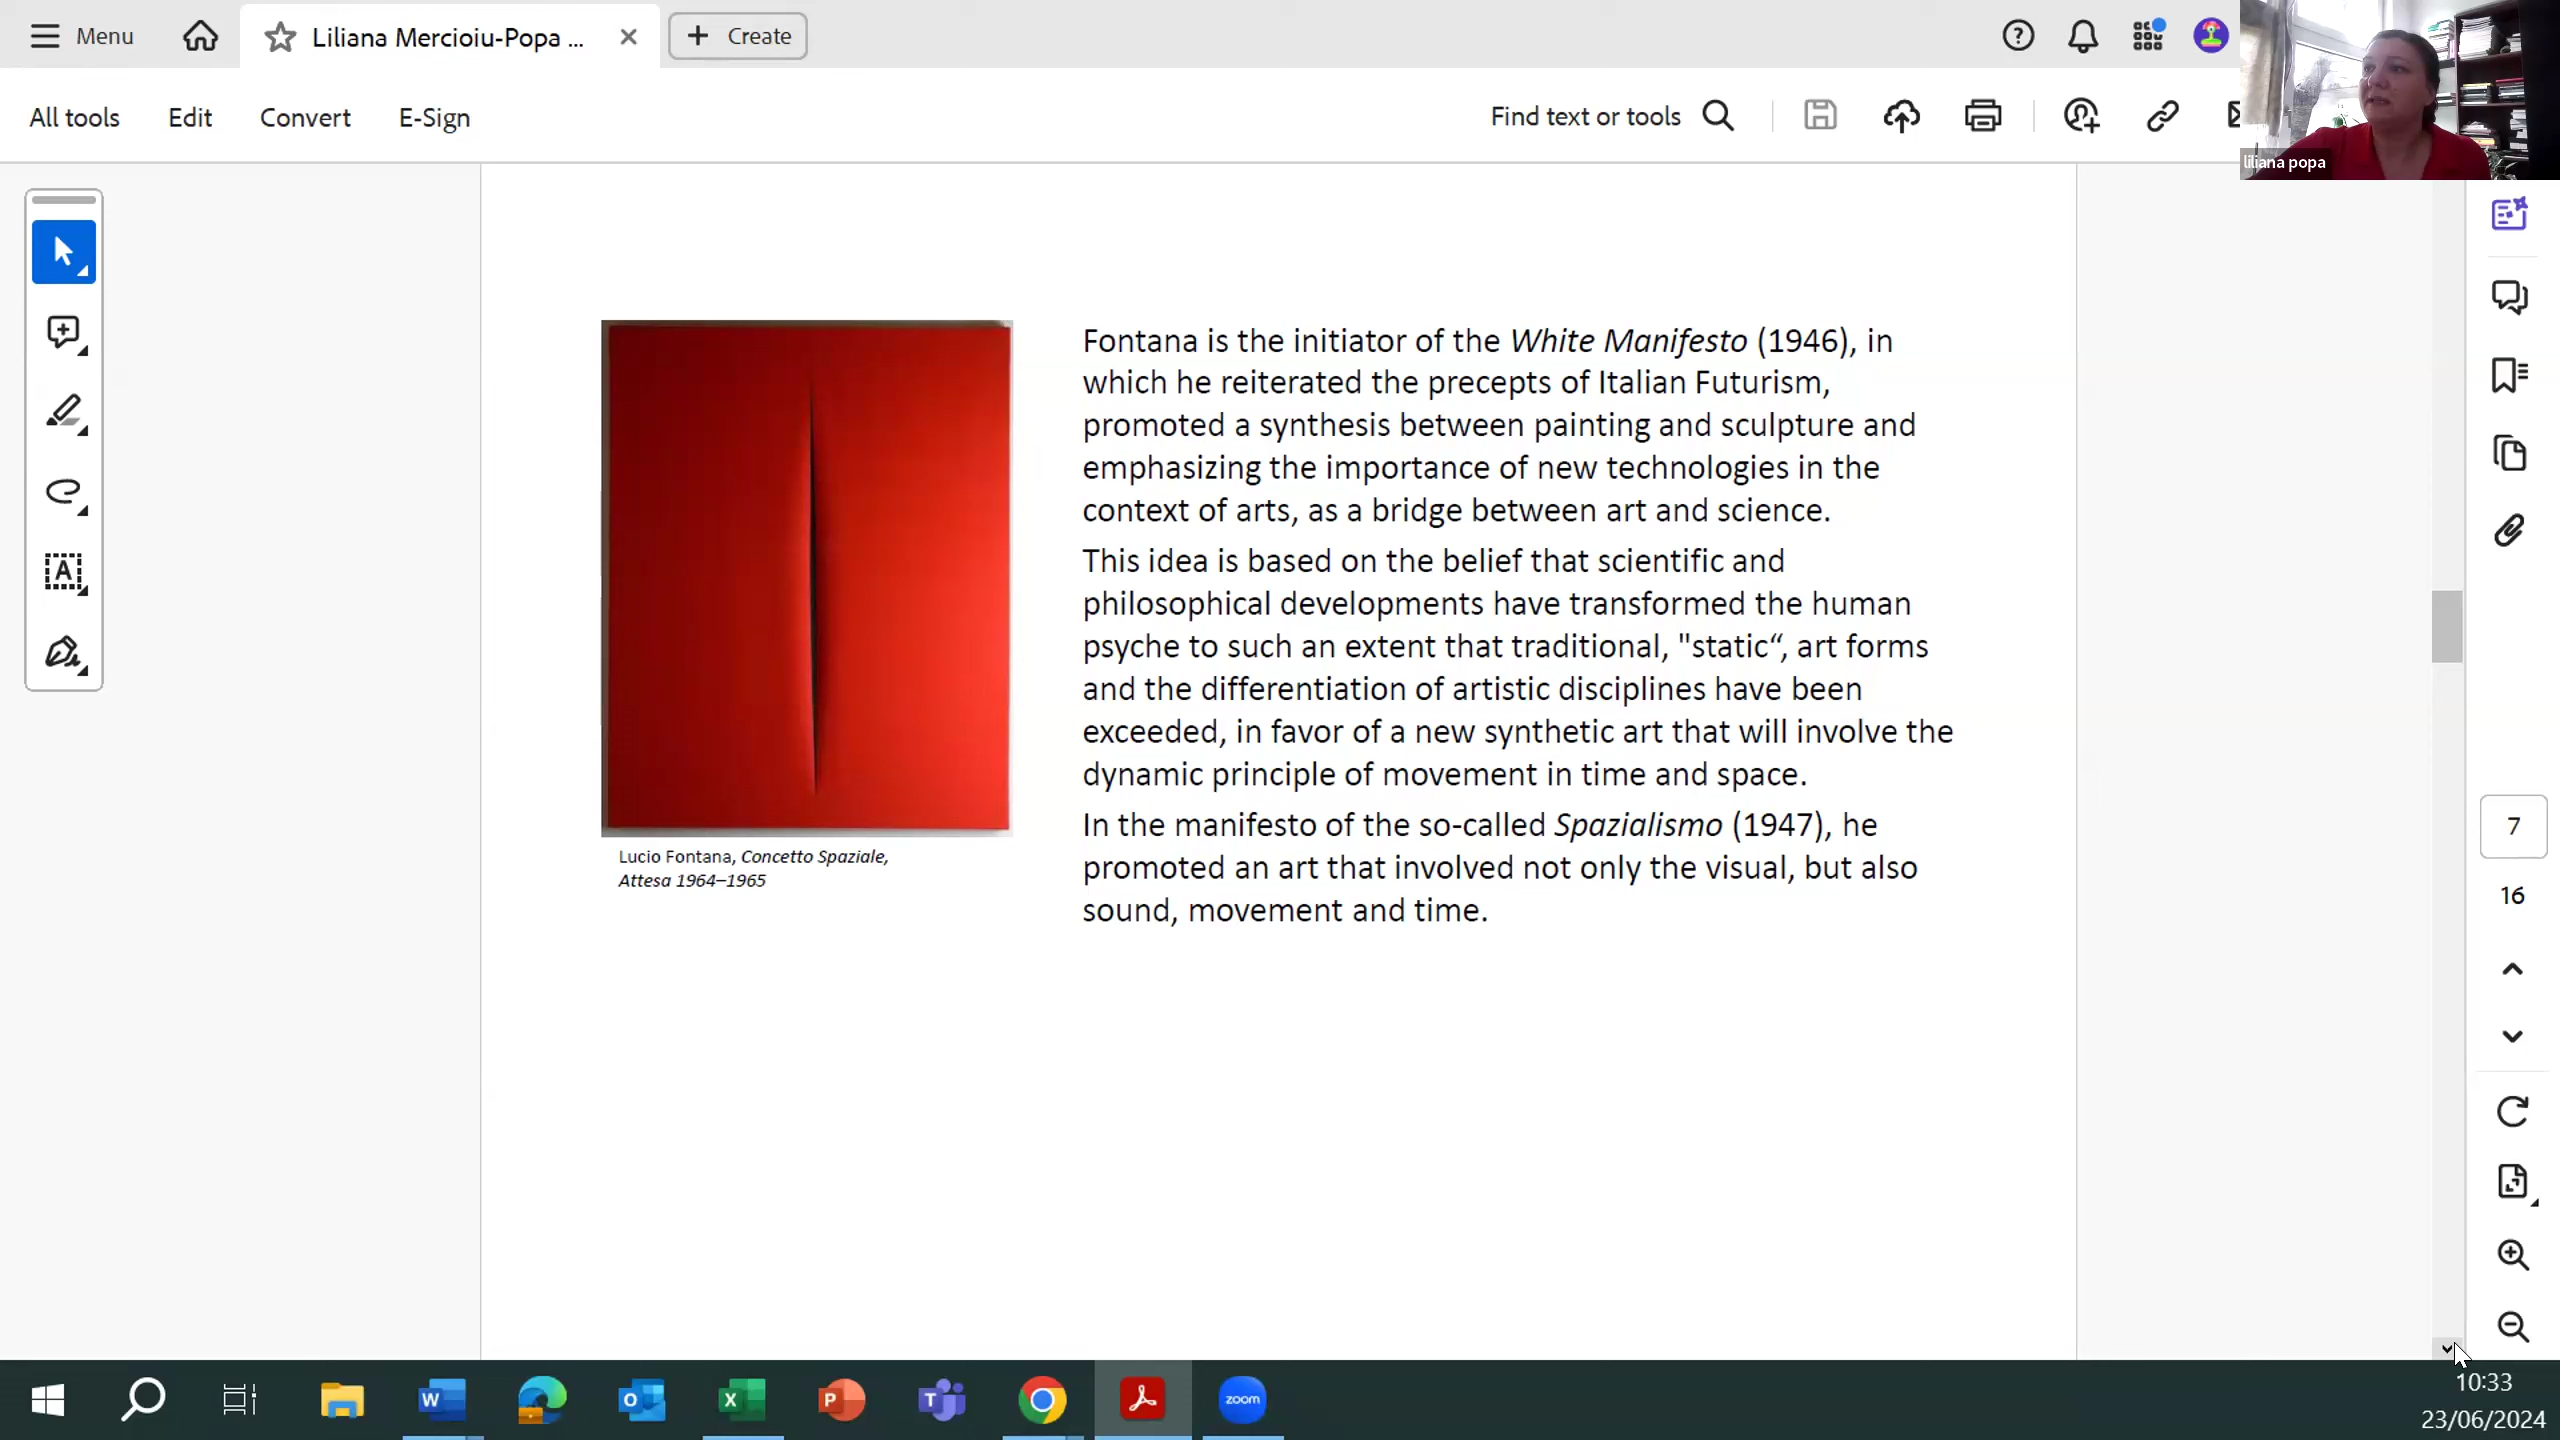 Menu
Liliana Mercioiu-Popa ...
Create
All tools
Edit
Convert
E-Sign
Find text or tools
liliana popa
Fontana is the initiator of the White Manifesto (1946), in
which he reiterated the precepts of Italian Futurism,
promoted a synthesis between painting and sculpture and
emphasizing the importance of new technologies in the
context of arts, as a bridge between art and science.
This idea is based on the belief that scientific and
philosophical developments have transformed the human
psyche to such an extent that traditional, "static“, art forms
and the differentiation of artistic disciplines have been
exceeded, in favor of a new synthetic art that will involve the
dynamic principle of movement in time and space.
In the manifesto of the so-called Spazialismo (1947), he
promoted an art that involved not only the visual, but also
sound, movement and time.
Lucio Fontana, Concetto Spaziale,
Attesa 1964–1965
7
16
zoom
10:33
23/06/2024